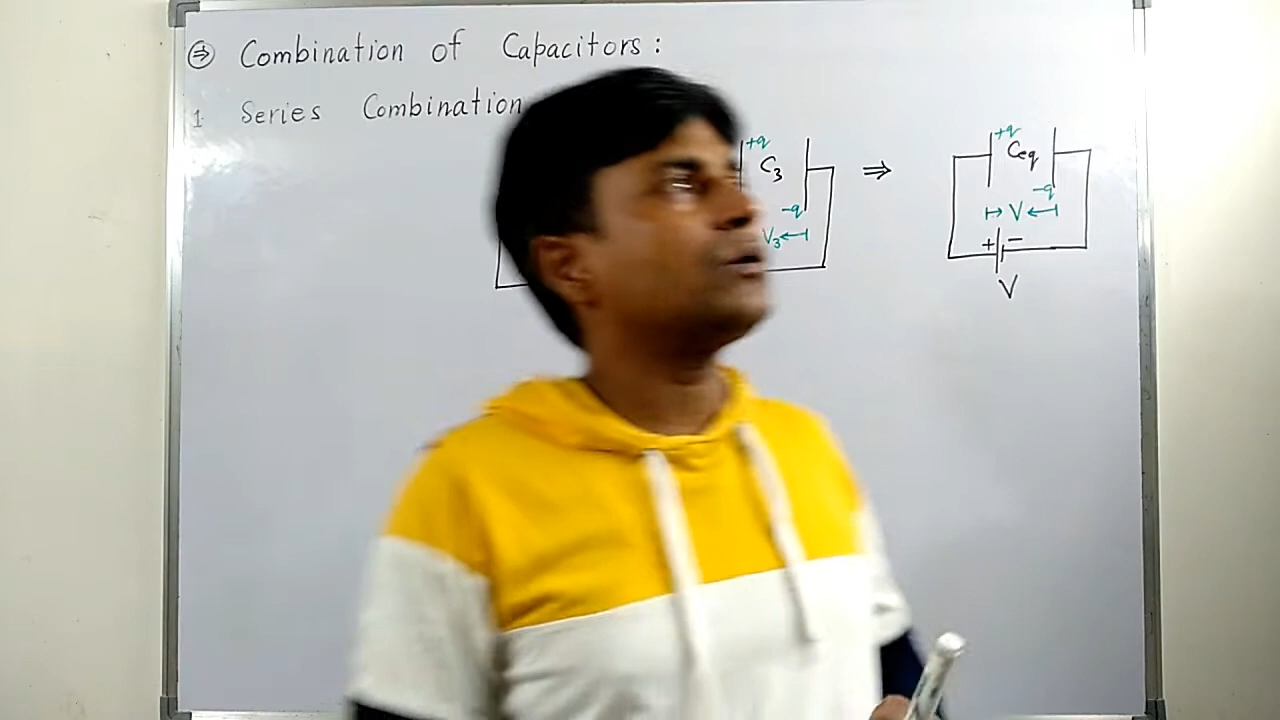 ⇒ Combination of Capacitors:
1. Series Combination
+q
C3
-q
V3
⇒
+q
Ceq
-q
V
+ -
V